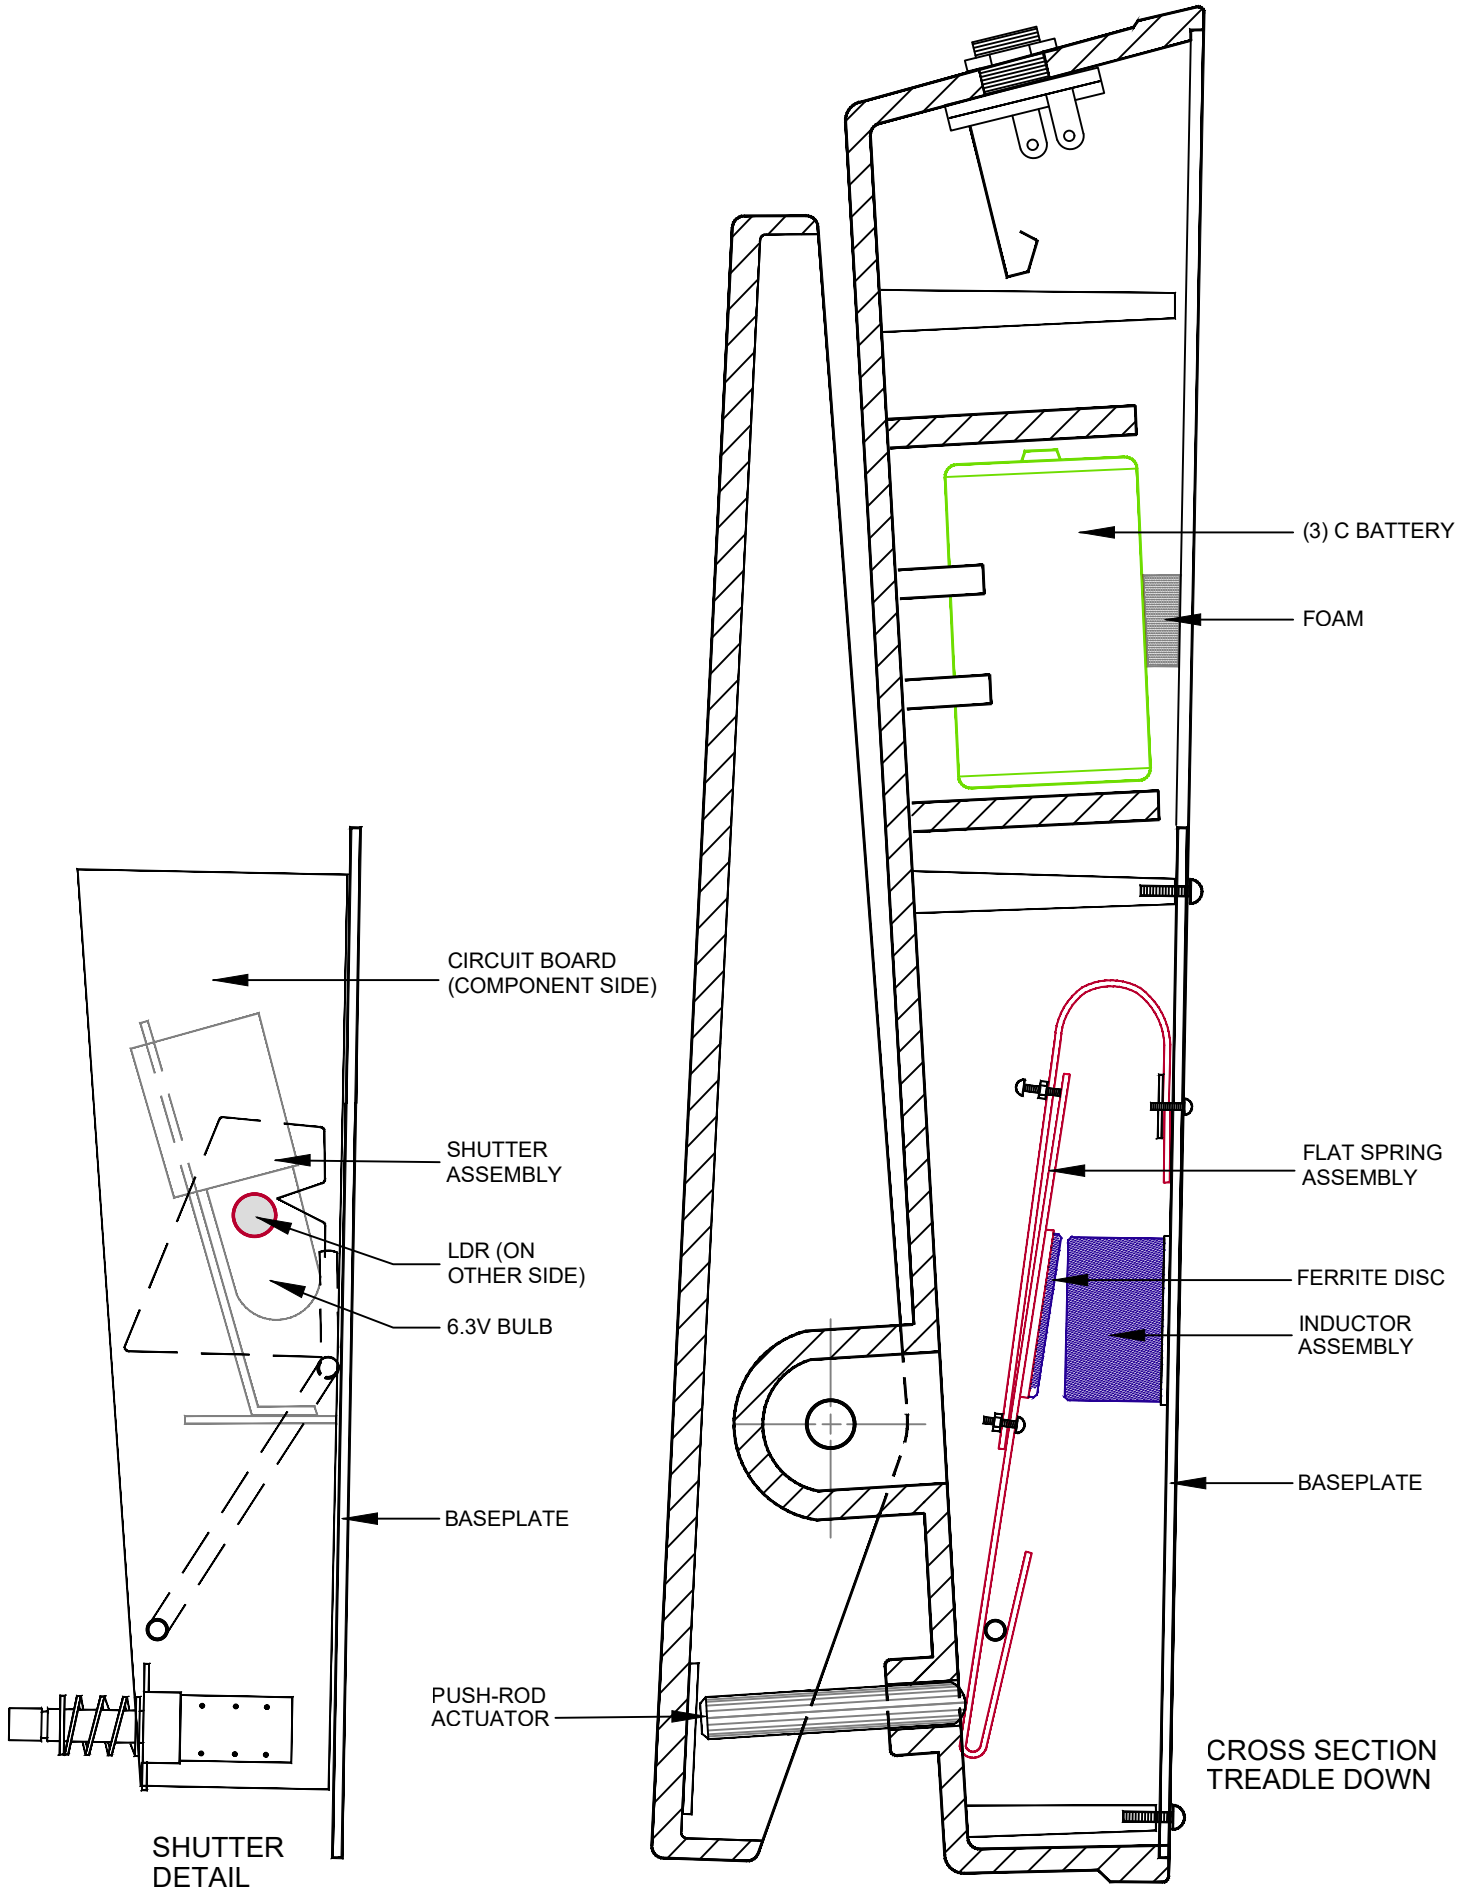 (3) C BATTERY
FOAM
CIRCUIT BOARD
(COMPONENT SIDE)
SHUTTER
ASSEMBLY
LDR (ON
OTHER SIDE)
6.3V BULB
BASEPLATE
PUSH-ROD
ACTUATOR
SHUTTER
DETAIL
FLAT SPRING
ASSEMBLY
FERRITE DISC
INDUCTOR
ASSEMBLY
BASEPLATE
CROSS SECTION
TREADLE DOWN